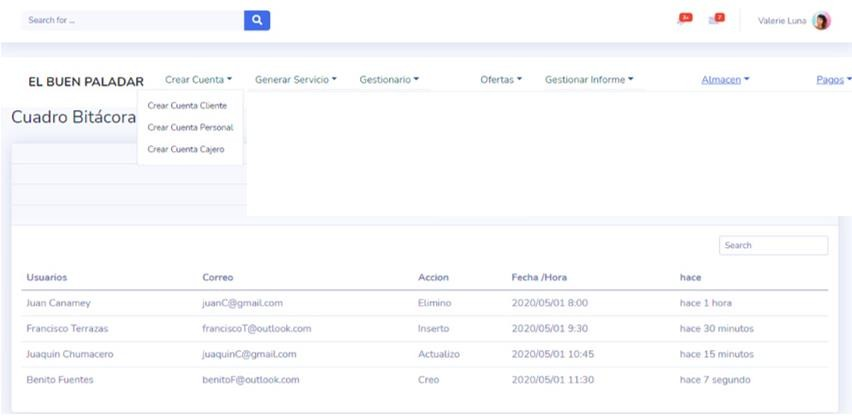 Search for ...
3+ 7 Valerie Luna
EL BUEN PALADAR Crear Cuenta Generar Servicio Gestionario Ofertas Gestionar Informe Almacen Pagos
Crear Cuenta Cliente
Cuadro Bitácora
Crear Cuenta Personal
Crear Cuenta Cajero
Search
Usuarios Correo Accion Fecha /Hora hace
Juan Canamey juanC@gmail.com Elimino 2020/05/01 8:00 hace 1 hora
Francisco Terrazas franciscoT@outlook.com Inserto 2020/05/01 9:30 hace 30 minutos
Juaquin Chumacero juaquinC@gmail.com Actualizo 2020/05/01 10:45 hace 15 minutos
Benito Fuentes benitoF@outlook.com Creo 2020/05/01 11:30 hace 7 segundo